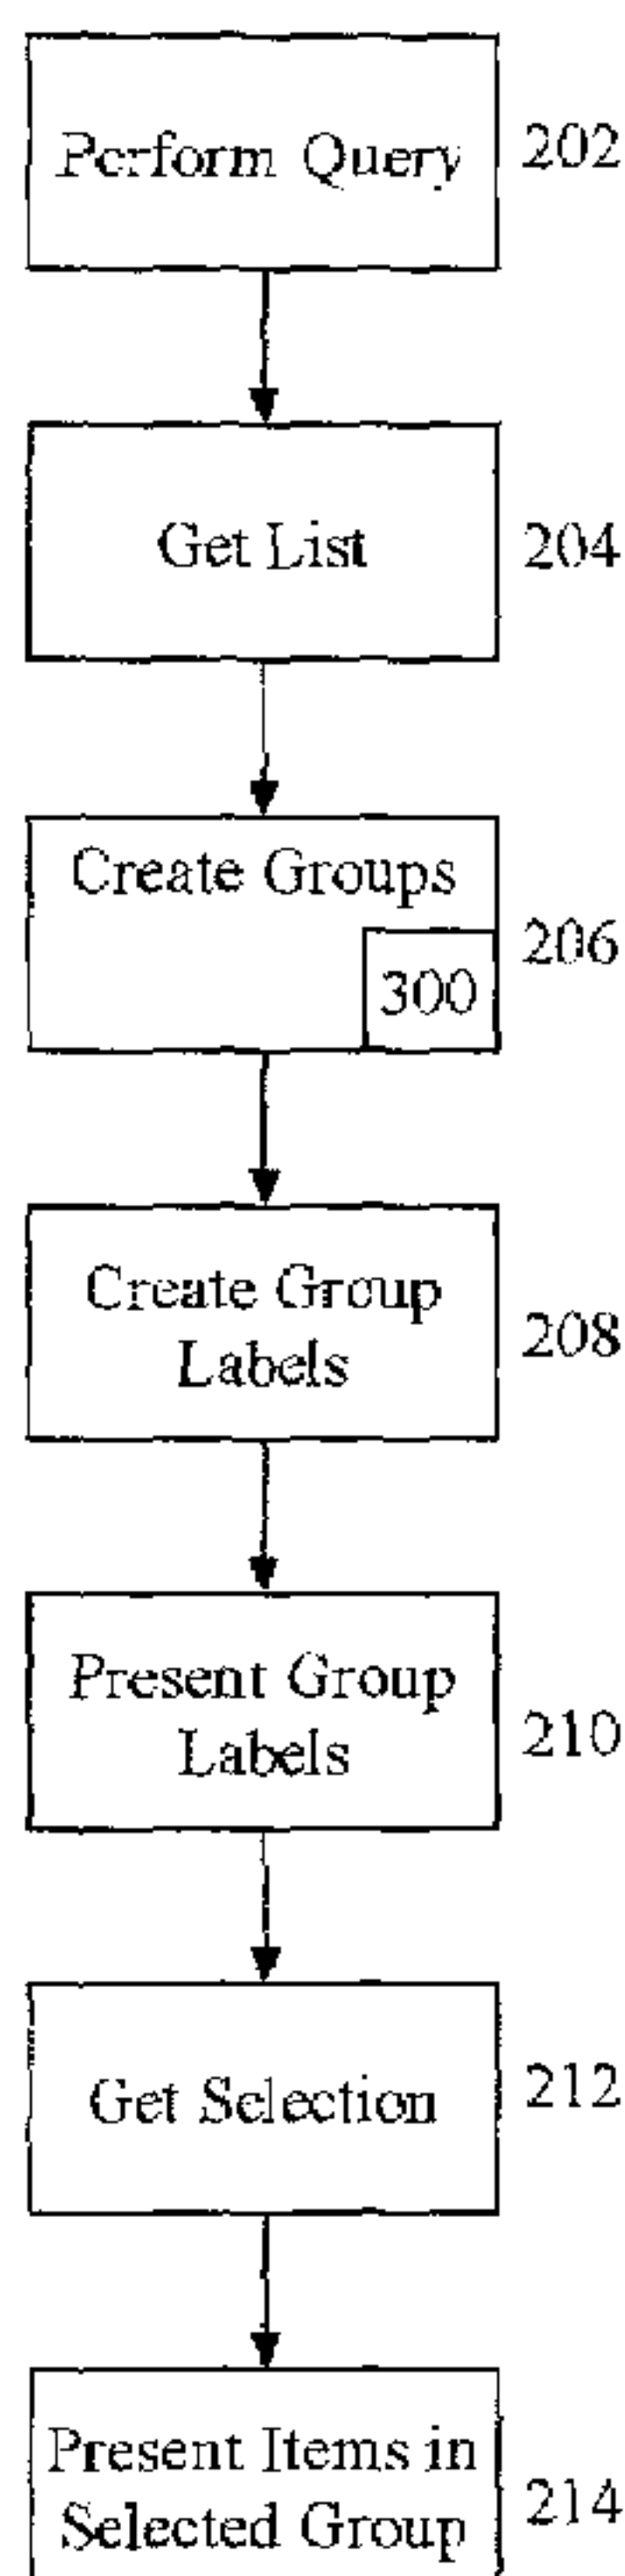 Perform Query
202
Get List
204
Create Groups
206
300
Create Group
Labels
208
Present Group
Labels
210
Get Selection
212
Present Items in
Selected Group
214